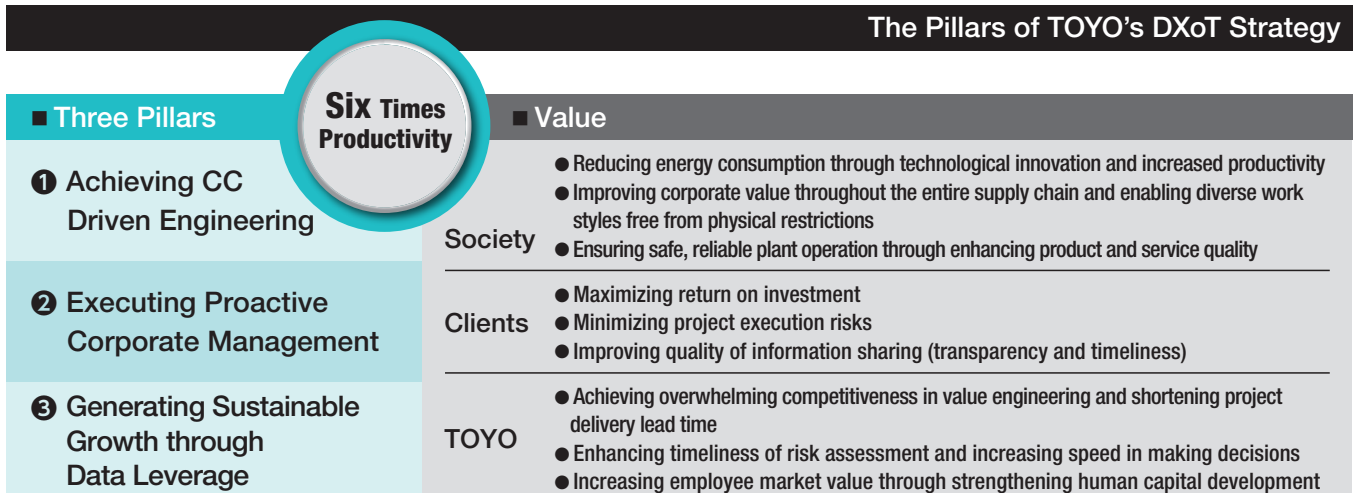 The Pillars of TOYO’s DXoT Strategy
Six Times
Productivity
■ Three Pillars
❶ Achieving CC
Driven Engineering
❷ Executing Proactive
Corporate Management
❸ Generating Sustainable
Growth through
Data Leverage
■ Value
Society
● Reducing energy consumption through technological innovation and increased productivity
● Improving corporate value throughout the entire supply chain and enabling diverse work
styles free from physical restrictions
● Ensuring safe, reliable plant operation through enhancing product and service quality
Clients
● Maximizing return on investment
● Minimizing project execution risks
● Improving quality of information sharing (transparency and timeliness)
TOYO
● Achieving overwhelming competitiveness in value engineering and shortening project
delivery lead time
● Enhancing timeliness of risk assessment and increasing speed in making decisions
● Increasing employee market value through strengthening human capital development